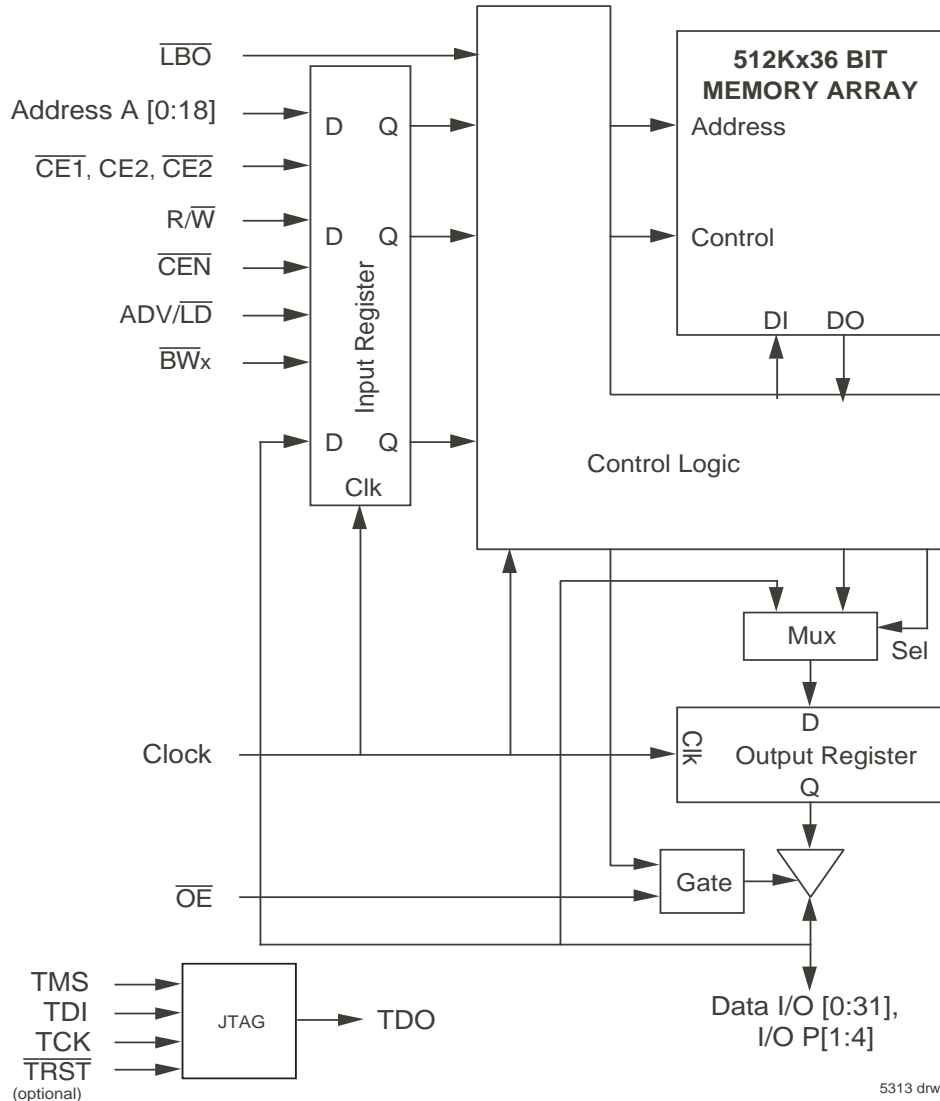 LBO
512Kx36 BIT
MEMORY ARRAY
Address A [0:18]
D Q
Address
CE1, CE2, CE2
R/W
D Q
Control
CEN
Input Register
ADV/LD
DI DO
BWx
D Q
Control Logic
Clk
Mux
Sel
D
Clock
Clk
Output Register
Q
Gate
OE
TMS
TDI
JTAG
TDO
TCK
TRST
(optional)
Data I/O [0:31],
I/O P[1:4]
5313 drw